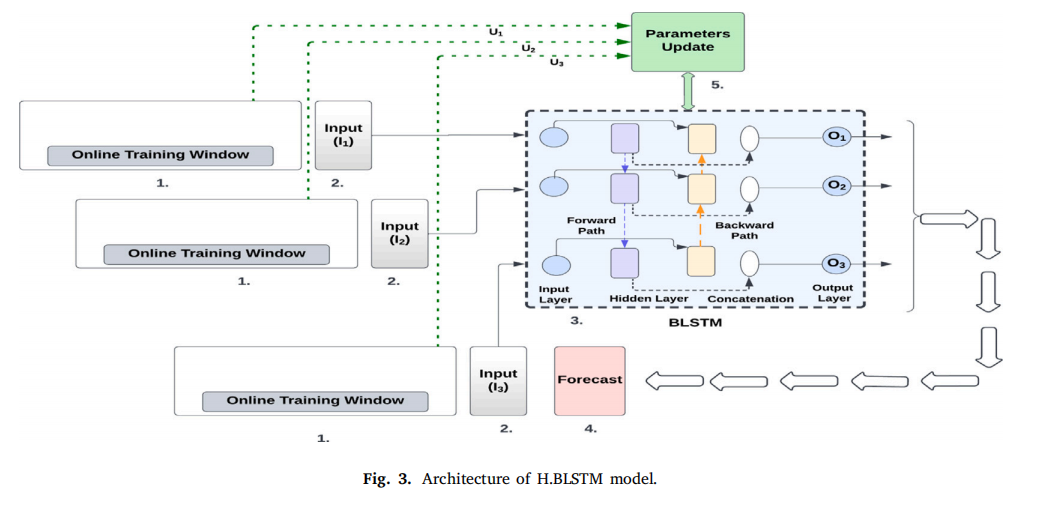 Parameters
Update
U₁
U₂
U₃
5.
Online Training Window
1.
Input
(I₁)
2.
Online Training Window
1.
Input
(I₂)
2.
Online Training Window
1.
Input
(I₃)
2.
O₁
O₂
O₃
Forward
Path
Backward
Path
Input
Layer
Hidden Layer
Concatenation
Output
Layer
3.
BLSTM
Forecast
4.
Fig. 3. Architecture of H.BLSTM model.